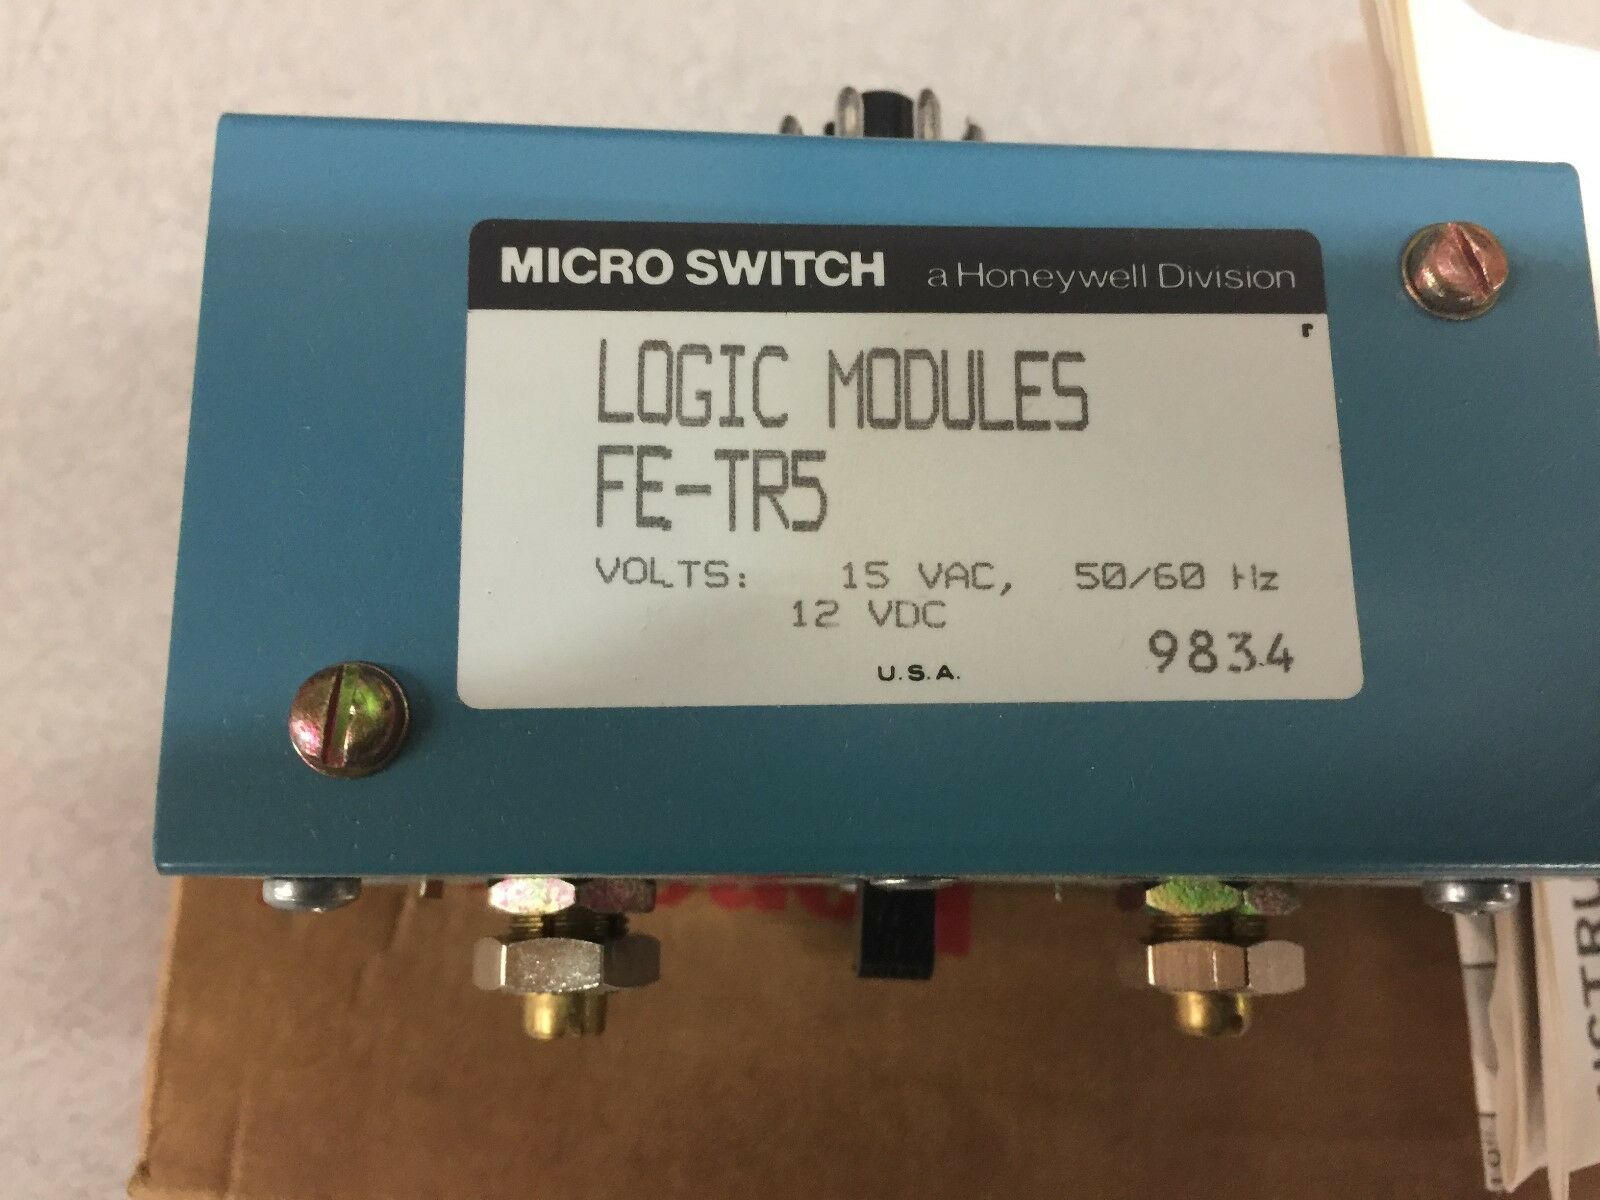 MICRO SWITCH a Honeywell Division
LOGIC MODULES
FE-TR5
VOLTS: 15 VAC, 50/60 Hz
12 VDC
9834
U.S.A.